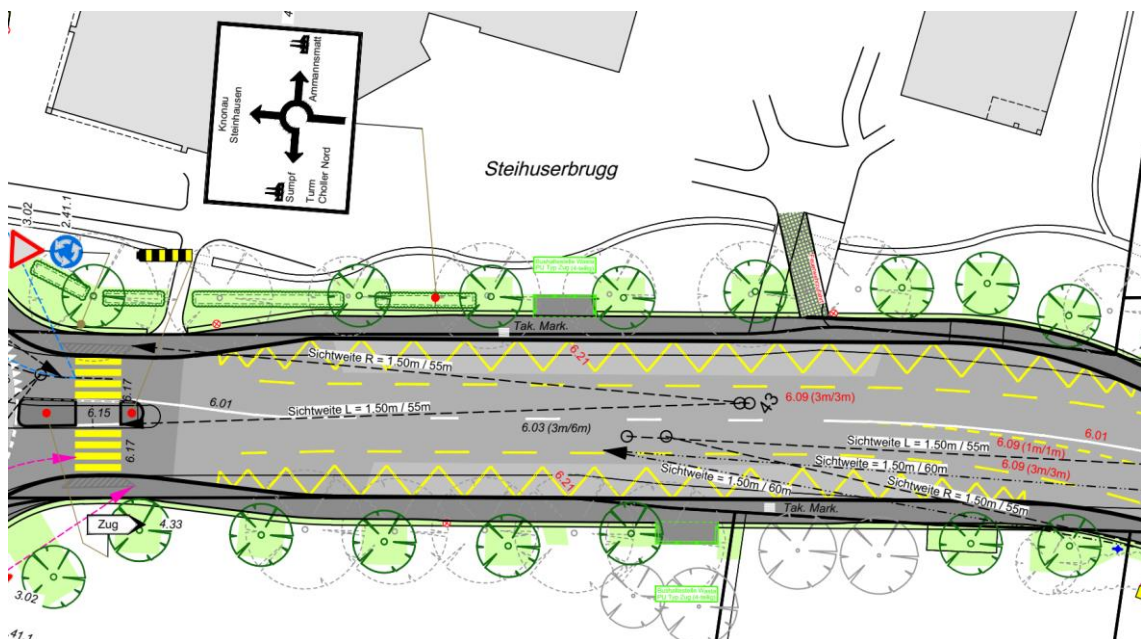 4
Knonau
Steinhausen
Ammannsmatt
Sumpf
Turm
Choller Nord
Steihuserbrugg
3.02
2.41.1
Tak. Mark.
6.21
Sichtweite R = 1.50m / 55m
6.17
6.01
6.15
Sichtweite L = 1.50m / 55m
43
6.09 (3m/3m)
6.03 (3m/6m)
6.01
6.17
Sichtweite L = 1.50m / 55m
6.09 (1m/1m)
Sichtweite = 1.50m / 60m
6.09 (3m/3m)
6.21
Sichtweite = 1.50m / 60m
Sichtweite R = 1.50m / 55m
Tak. Mark.
Zug
4.33
3.02
41.1